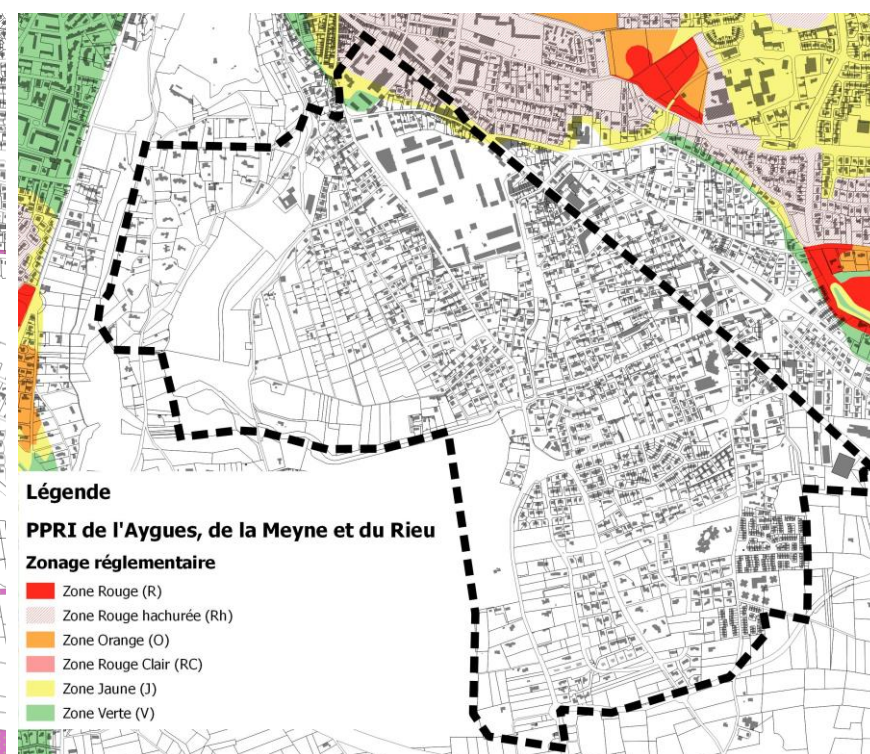 Légende
PPRI de l'Aygues, de la Meyne et du Rieu
Zonage réglementaire
Zone Rouge (R)
Zone Rouge hachurée (Rh)
Zone Orange (O)
Zone Rouge Clair (RC)
Zone Jaune (J)
Zone Verte (V)